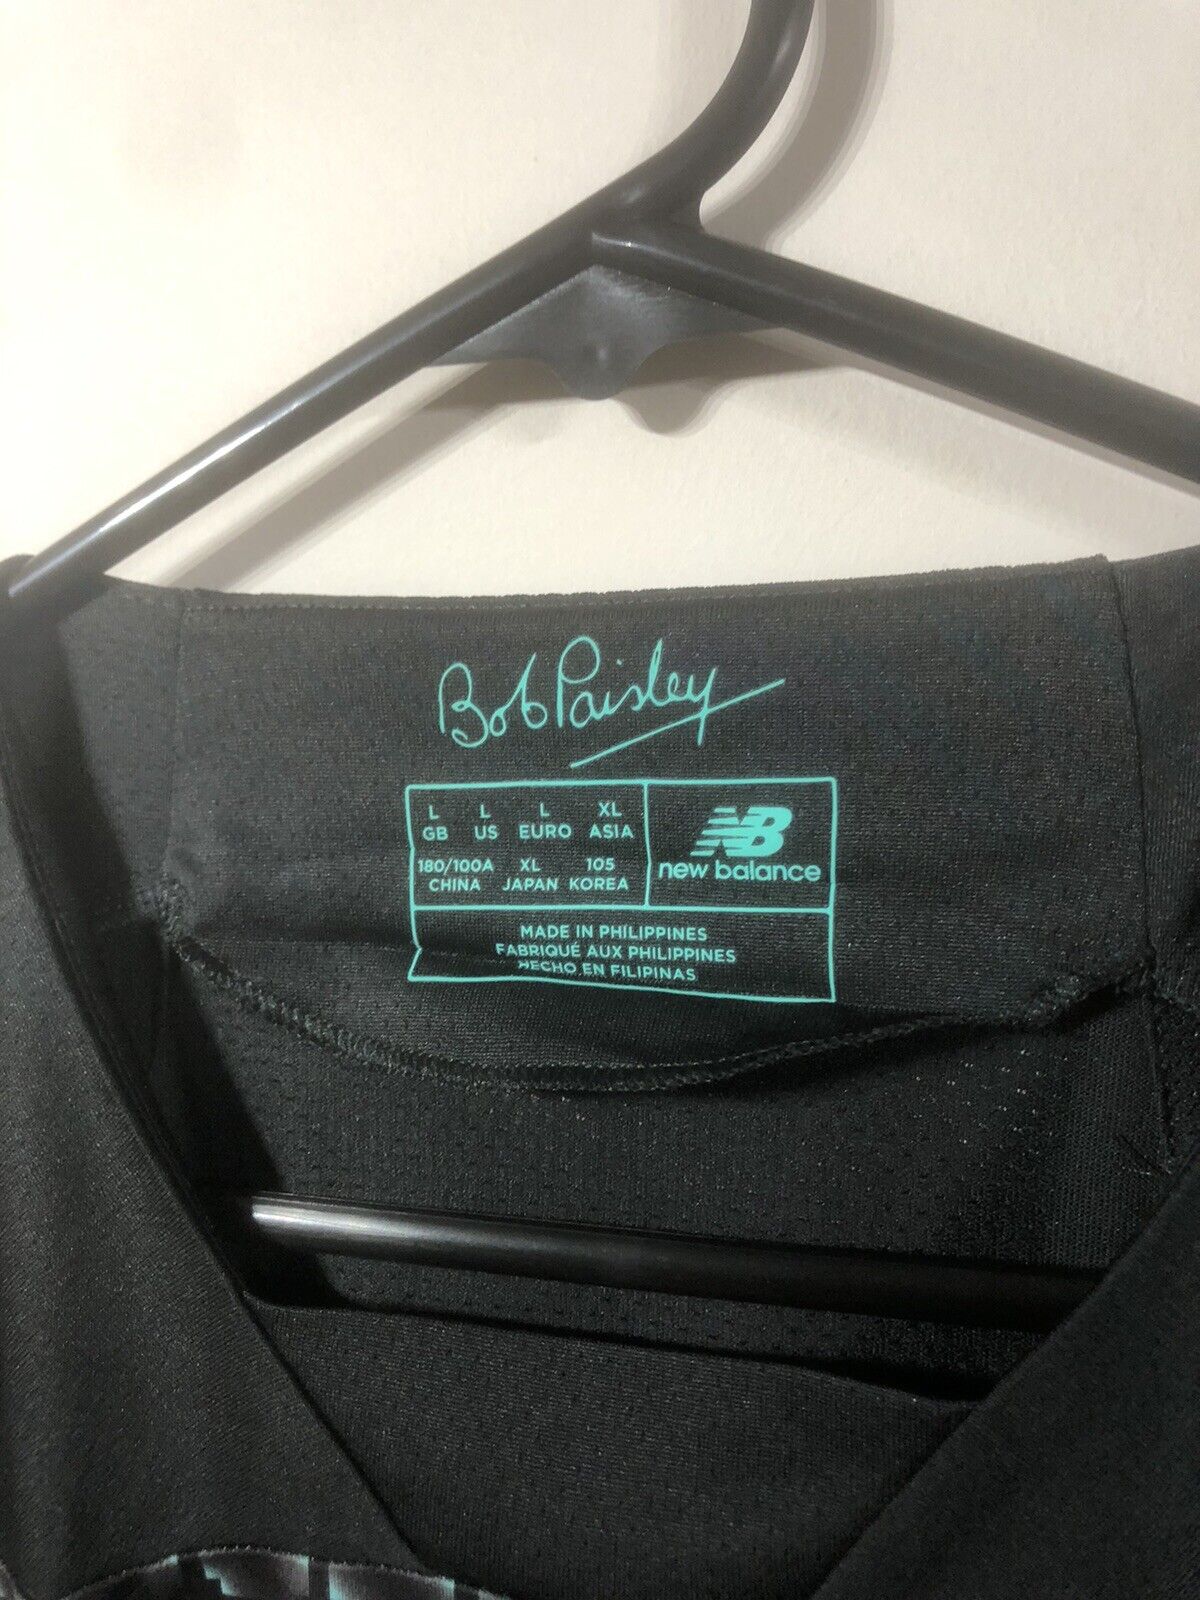 Bob Paisley
L L L XL
GB US EURO ASIA
180/100A XL 105
CHINA JAPAN KOREA
NB
new balance
MADE IN PHILIPPINES
FABRIQUÉ AUX PHILIPPINES
HECHO EN FILIPINAS